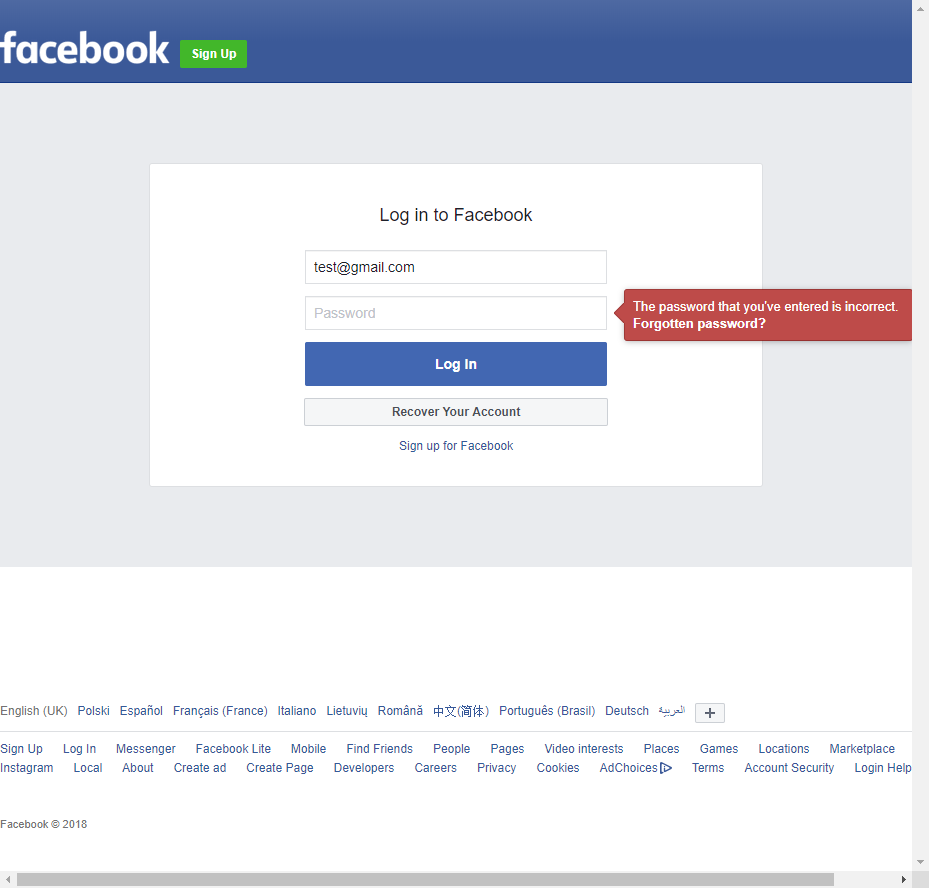 facebook
Sign Up
Log in to Facebook
test@gmail.com
Password
The password that you've entered is incorrect.
Forgotten password?
Log In
Recover Your Account
Sign up for Facebook
English (UK) Polski Español Français (France) Italiano Lietuvių Română 中文(简体) Português (Brasil) Deutsch العربية
Sign Up Log In Messenger Facebook Lite Mobile Find Friends People Pages Video interests Places Games Locations Marketplace
Instagram Local About Create ad Create Page Developers Careers Privacy Cookies AdChoices Terms Account Security Login Help
Facebook © 2018